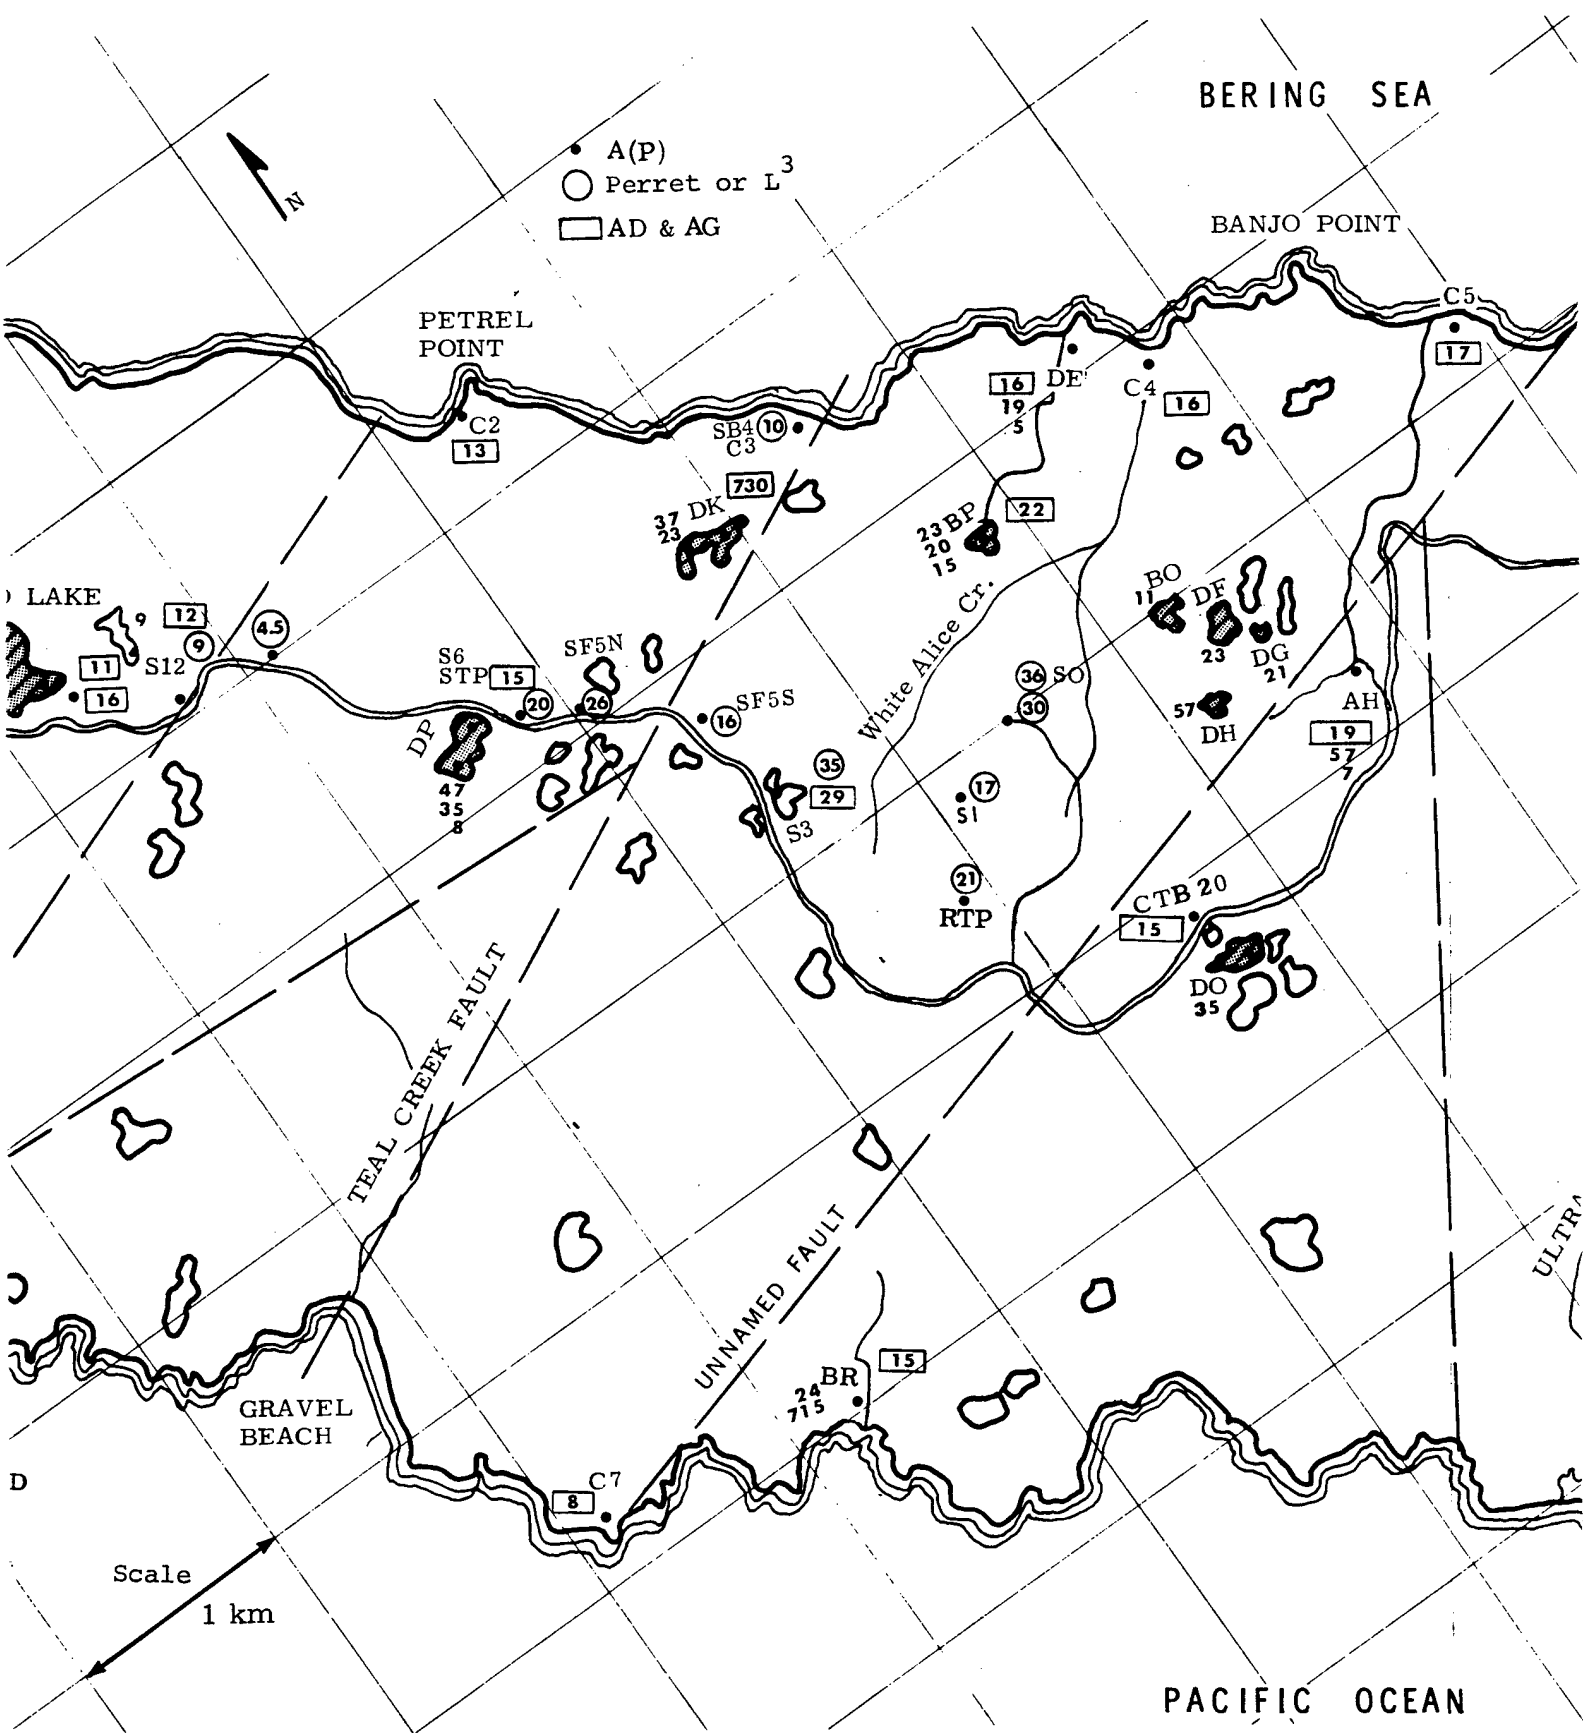 BERING SEA
N
A(P)
Perret or L³
AD & AG
BANJO POINT
C5
17
PETREL
POINT
C2
13
SB4 10
C3
16 DE
19
5
C4
16
730
37 DK
23
23 BP 22
20
15
LAKE
9
12
9
4.5
11 S12
16
S6
STP 15
20
SF5N
26
16 SF5S
DP
47
35
8
35
29
S3
White Alice Cr.
36 SO
30
17
S1
21
RTP
BO
11
DF
23
DG
21
57
DH
AH
19
57
7
CTB 20
15
DO
35
TEAL CREEK FAULT
UNNAMED FAULT
ULTRA
BR 15
24
715
GRAVEL
BEACH
D
C7
8
Scale
1 km
PACIFIC OCEAN